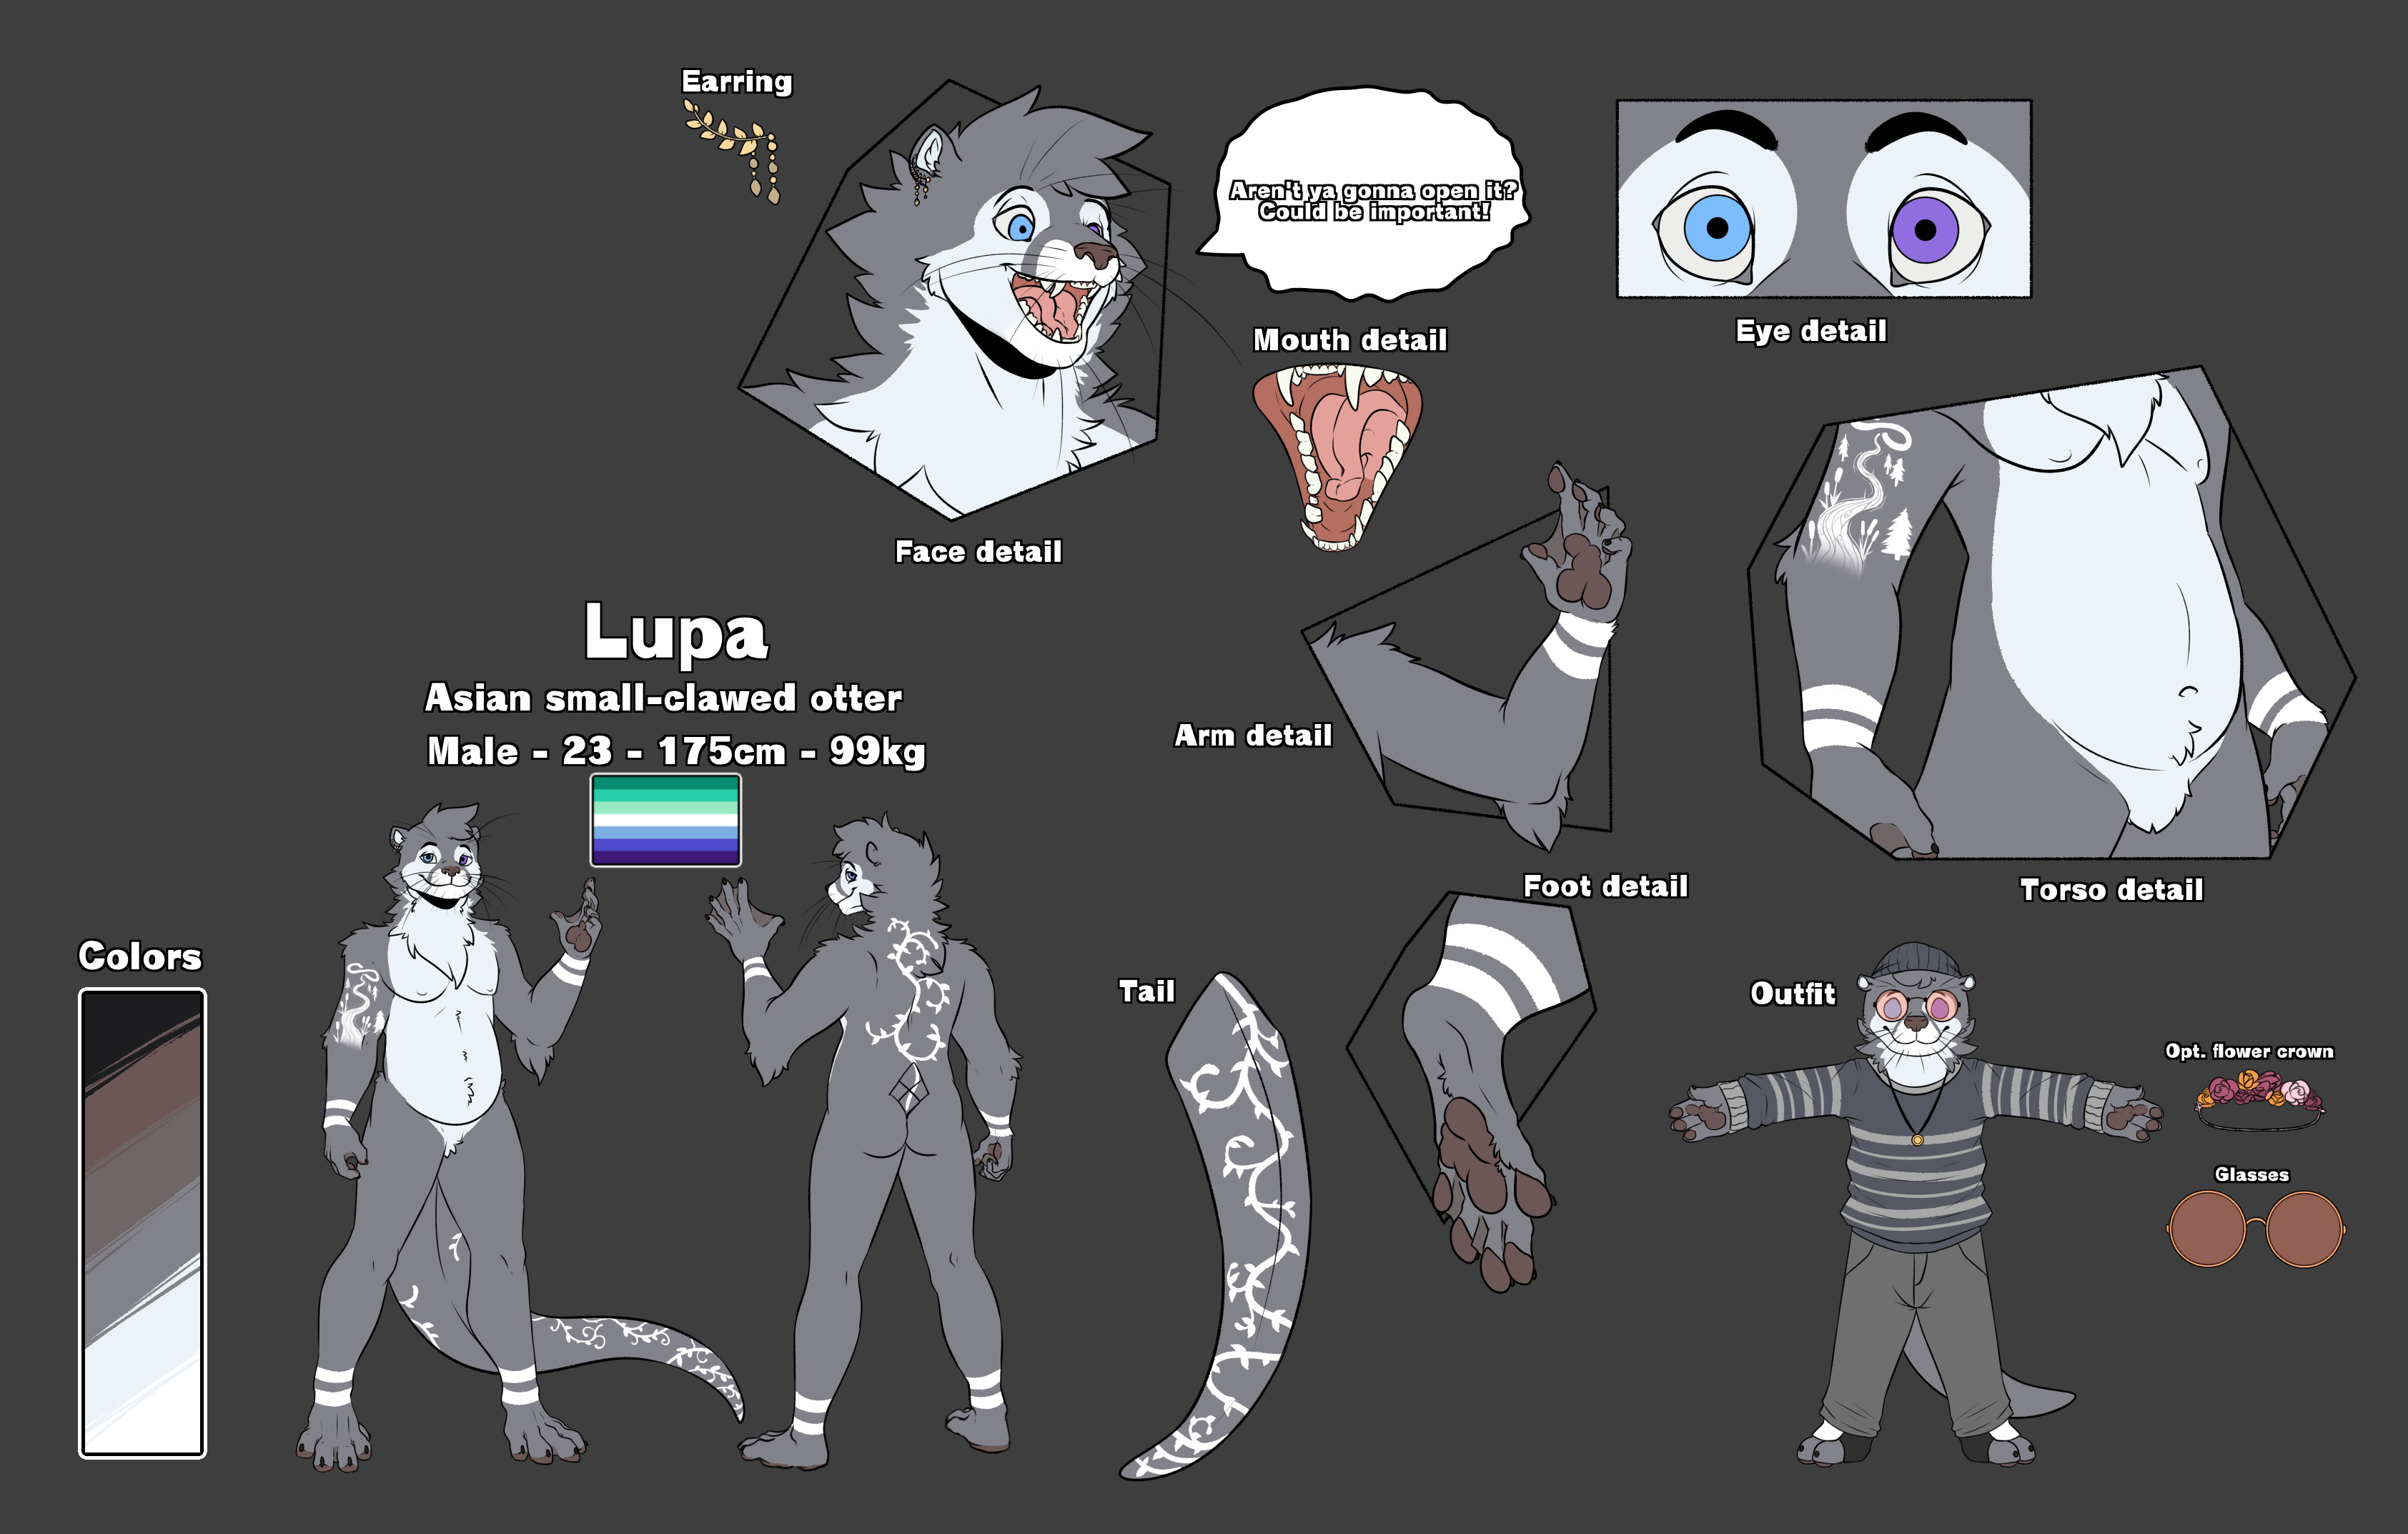 Earring
Aren't ya gonna open it?
Could be important!
Eye detail
Mouth detail
Face detail
Lupa
Asian small-clawed otter
Male - 23 - 175cm - 99kg
Arm detail
Torso detail
Foot detail
Colors
Tail
Outfit
Opt. flower crown
Glasses